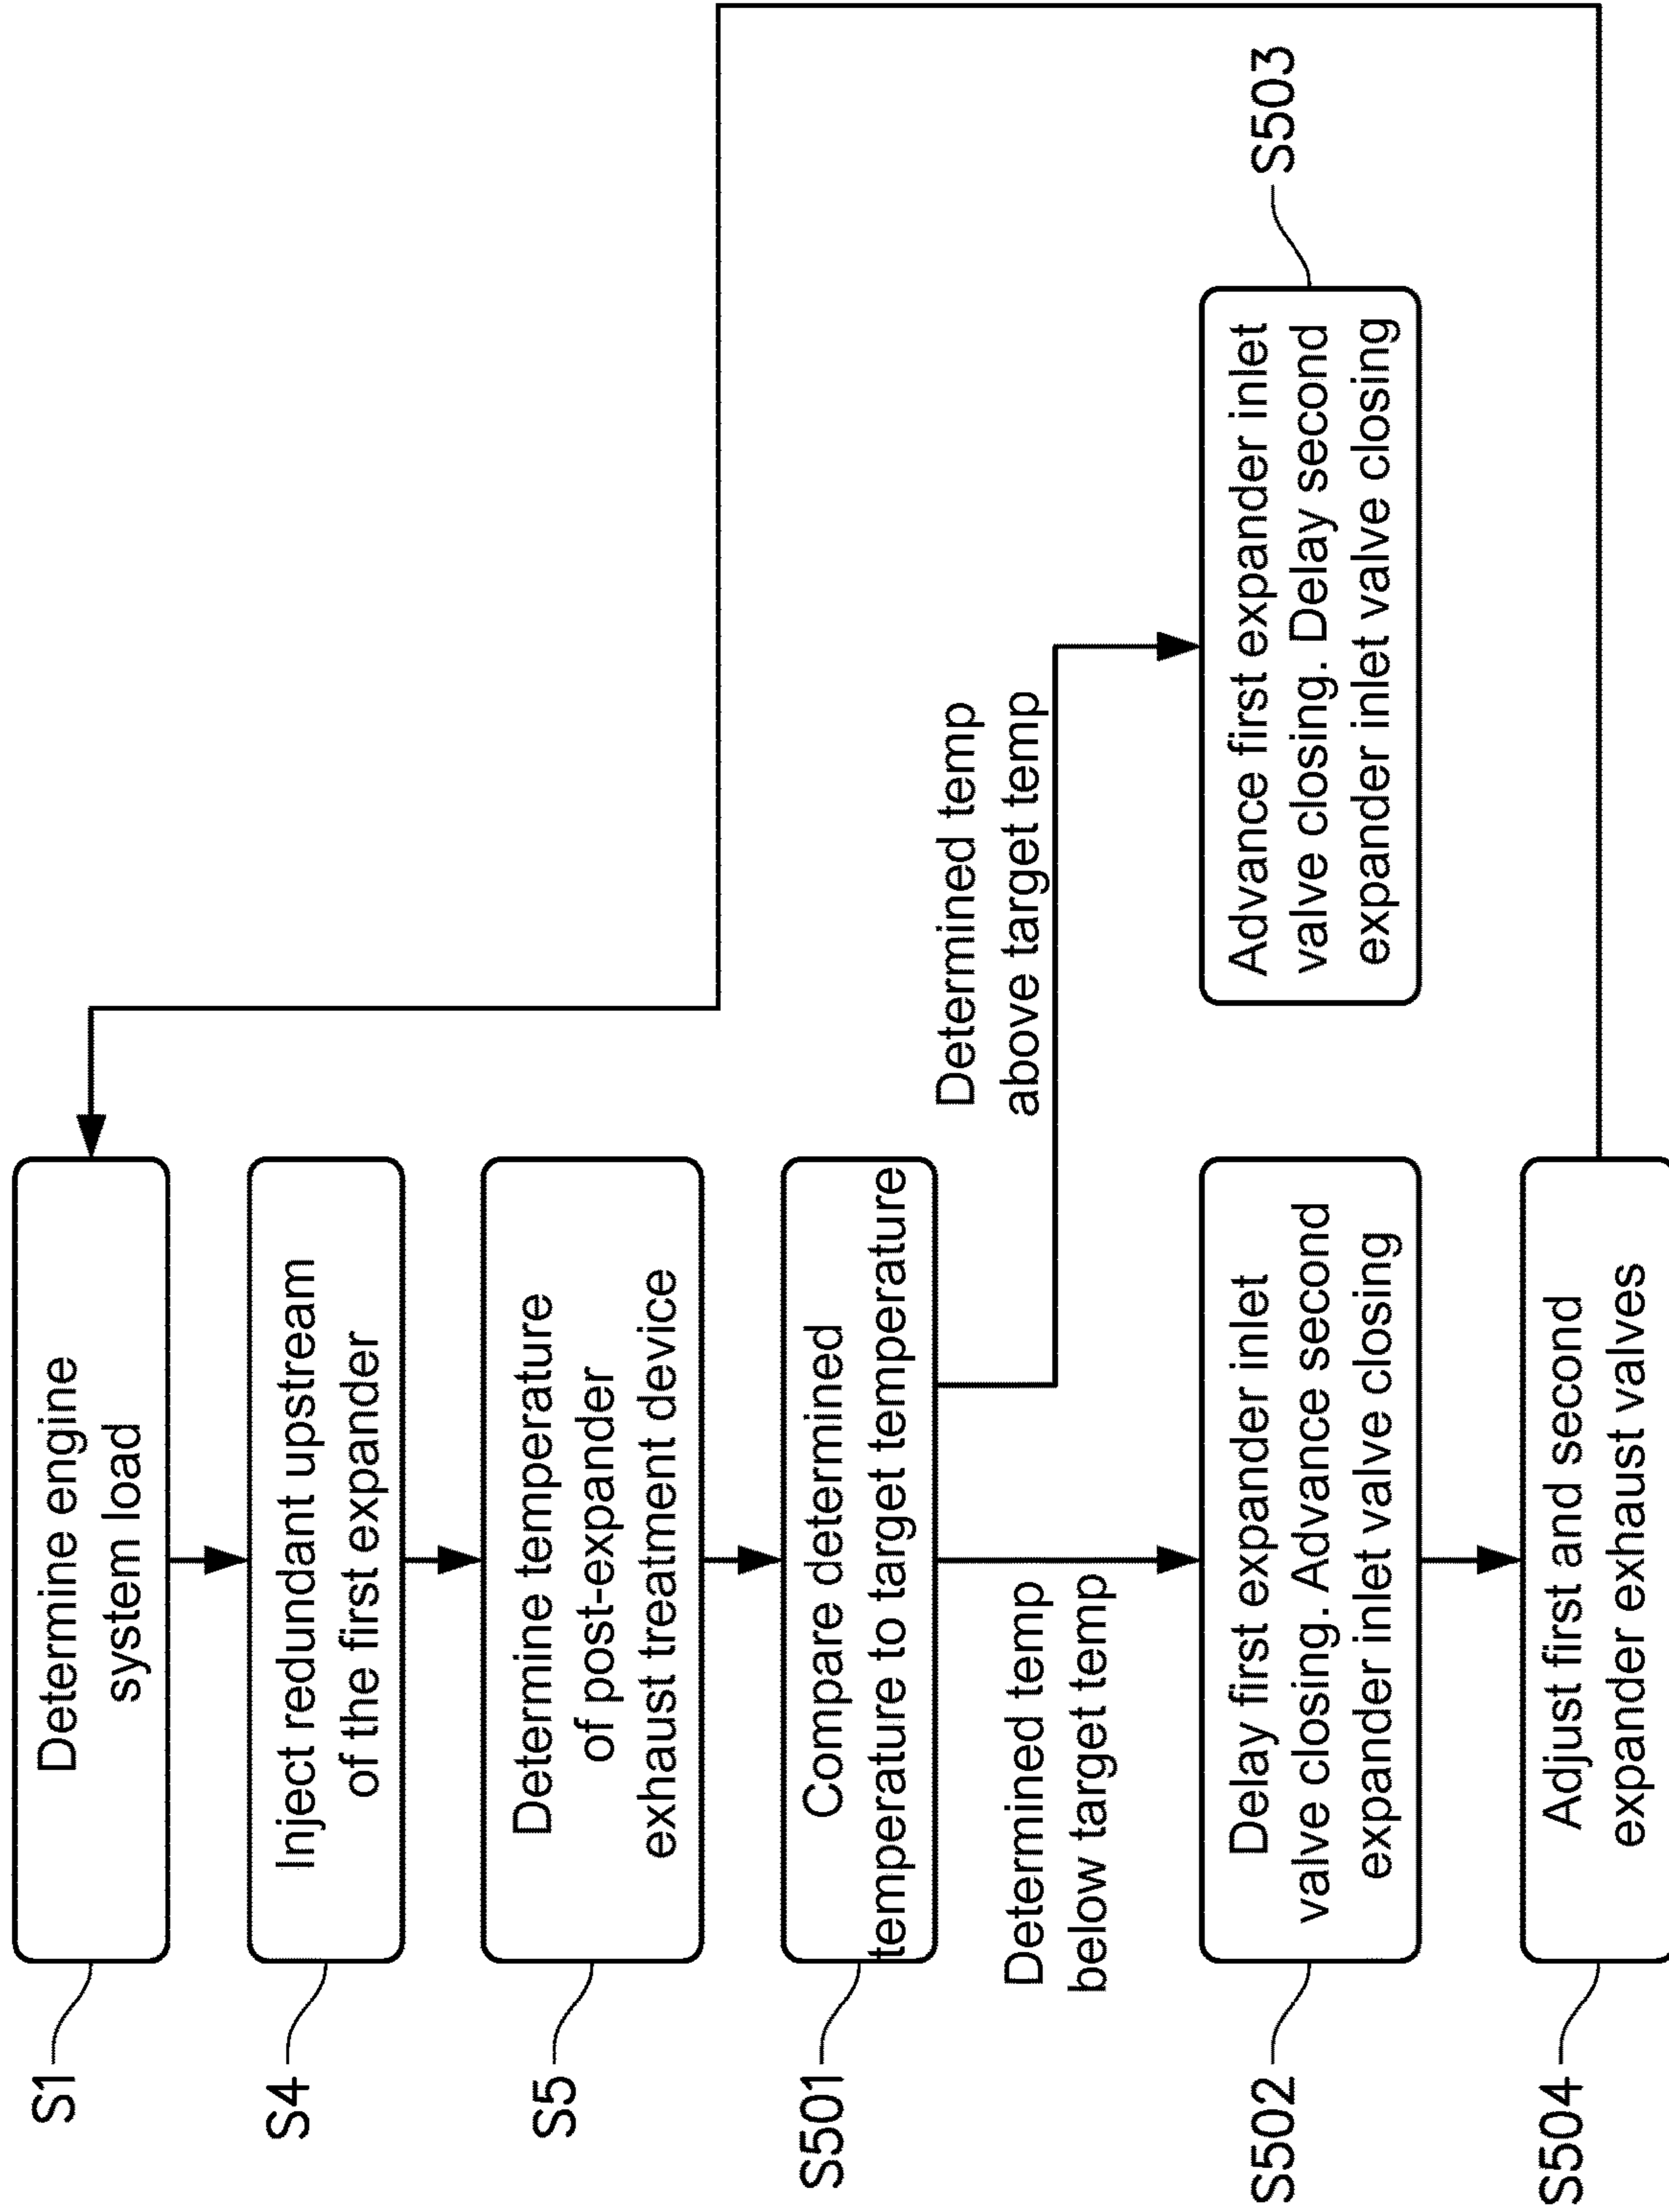 S1
Determine engine
system load
S4
Inject redundant upstream
of the first expander
S5
Determine temperature
of post-expander
exhaust treatment device
S501
Compare determined
temperature to target temperature
Determined temp
below target temp
Determined temp
above target temp
S502
Delay first expander inlet
valve closing. Advance second
expander inlet valve closing
Advance first expander inlet
valve closing. Delay second
expander inlet valve closing
S503
S504
Adjust first and second
expander exhaust valves